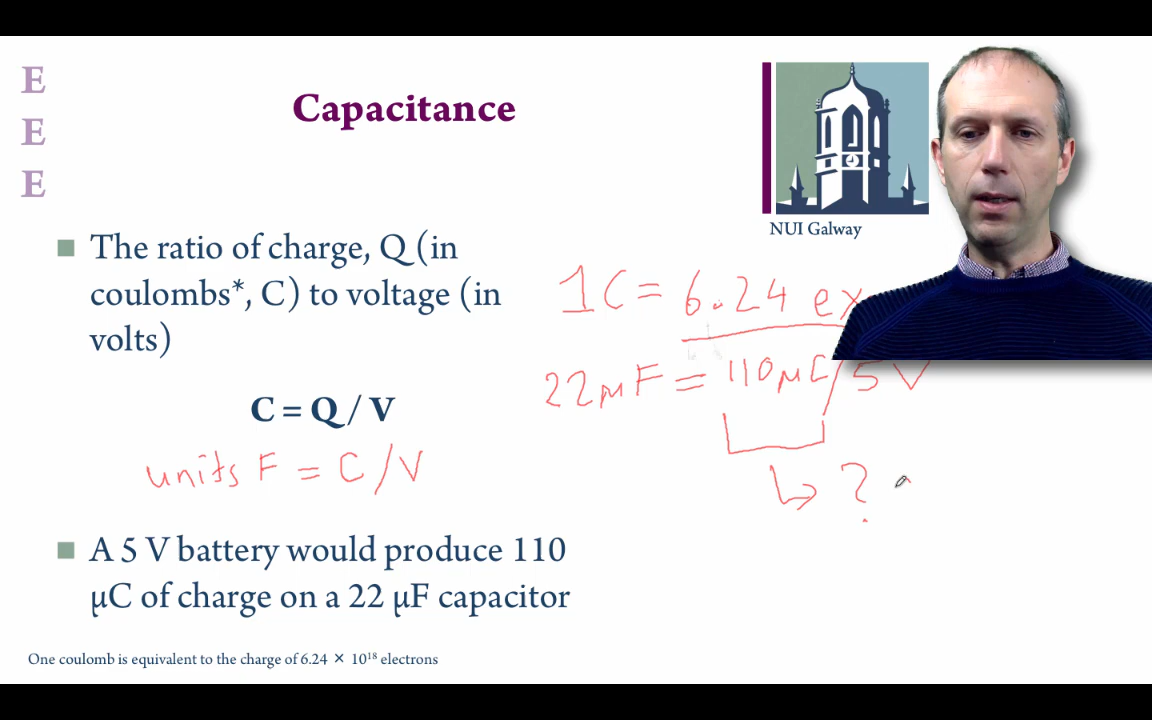 E
E
E
Capacitance
NUI Galway
The ratio of charge, Q (in
coulombs*, C) to voltage (in
volts)
1C = 6.24 ex
22μF = 110μC/5V
C = Q / V
units F = C/V
?
A 5 V battery would produce 110
μC of charge on a 22 μF capacitor
One coulomb is equivalent to the charge of 6.24 × 10¹⁸ electrons